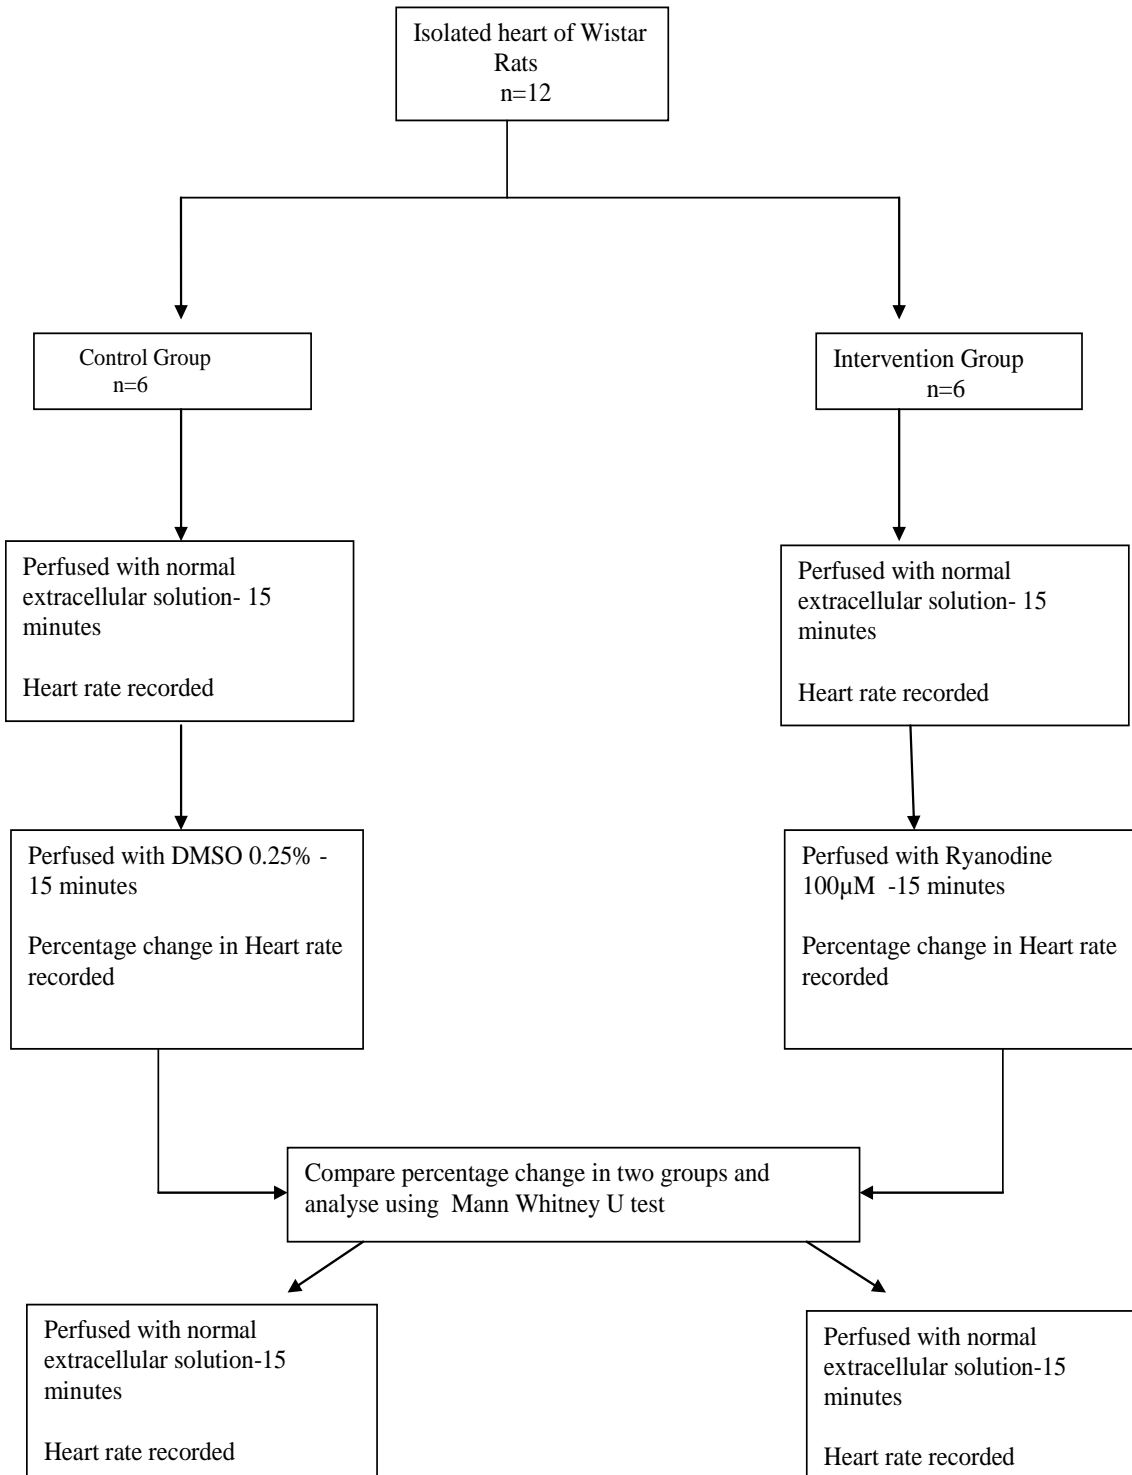 Isolated heart of Wistar
Rats
n=12
Control Group
n=6
Intervention Group
n=6
Perfused with normal
extracellular solution- 15
minutes
Heart rate recorded
Perfused with normal
extracellular solution- 15
minutes
Heart rate recorded
Perfused with DMSO 0.25% -
15 minutes
Percentage change in Heart rate
recorded
Perfused with Ryanodine
100µM -15 minutes
Percentage change in Heart rate
recorded
Compare percentage change in two groups and
analyse using Mann Whitney U test
Perfused with normal
extracellular solution-15
minutes
Heart rate recorded
Perfused with normal
extracellular solution-15
minutes
Heart rate recorded